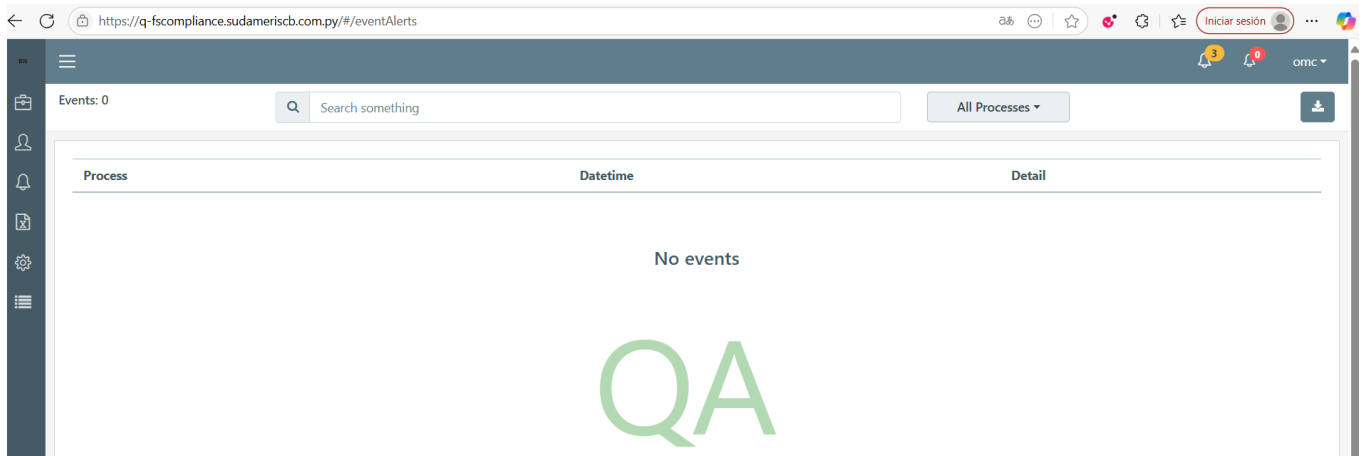 https://q-fscompliance.sudameriscb.com.py/#/eventAlerts
Iniciar sesión
3
0
omc
Events: 0
Search something
All Processes
Process Datetime Detail
No events
QA